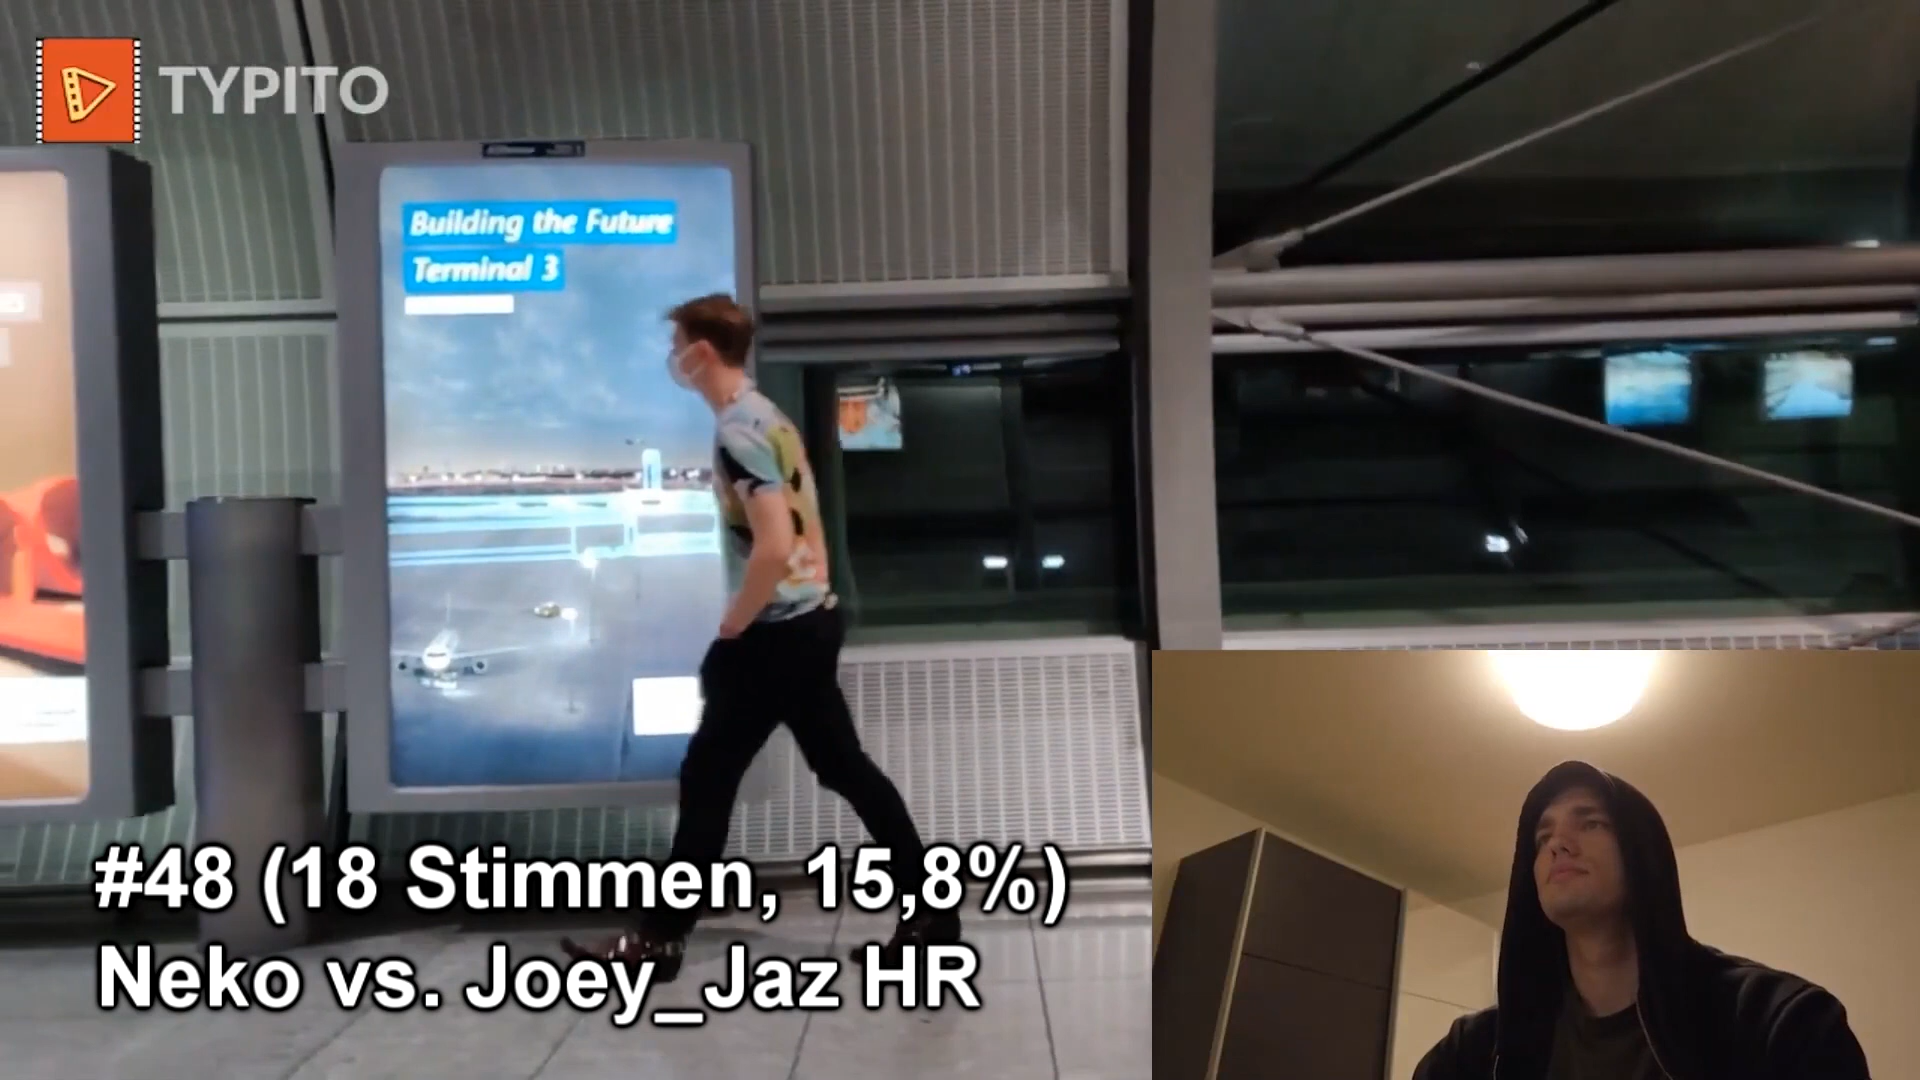 TYPITO
Building the Future
Terminal 3
#48 (18 Stimmen, 15,8%)
Neko vs. Joey_Jaz HR